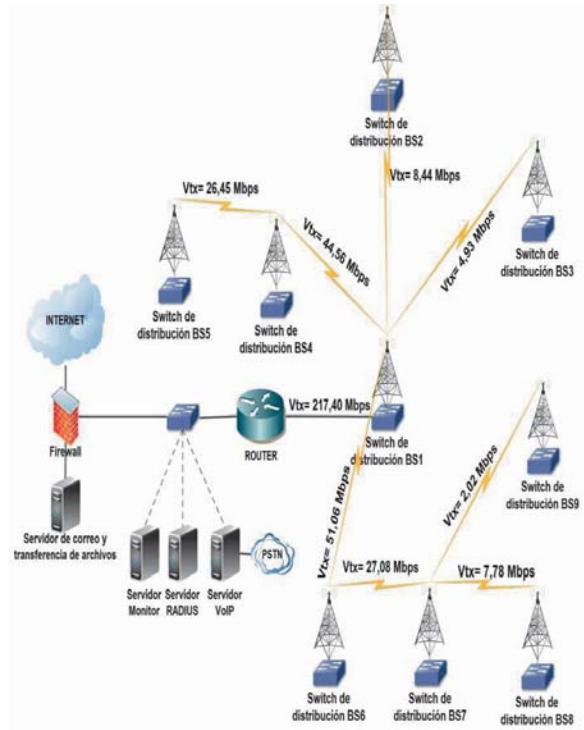 Switch de
distribución BS2
Vtx= 26,45 Mbps
Vtx= 8,44 Mbps
Vtx= 44,56 Mbps
Vtx= 4,93 Mbps
Switch de
distribución BS3
INTERNET
Switch de
distribución BS5
Switch de
distribución BS4
Vtx= 217,40 Mbps
Firewall
ROUTER
Switch de
distribución BS1
Vtx= 51,06 Mbps
Vtx= 2,02 Mbps
Switch de
distribución BS9
Servidor de correo y
transferencia de archivos
PSTN
Vtx= 27,08 Mbps
Vtx= 7,78 Mbps
Servidor
Monitor
Servidor
RADIUS
Servidor
VoIP
Switch de
distribución BS6
Switch de
distribución BS7
Switch de
distribución BS8